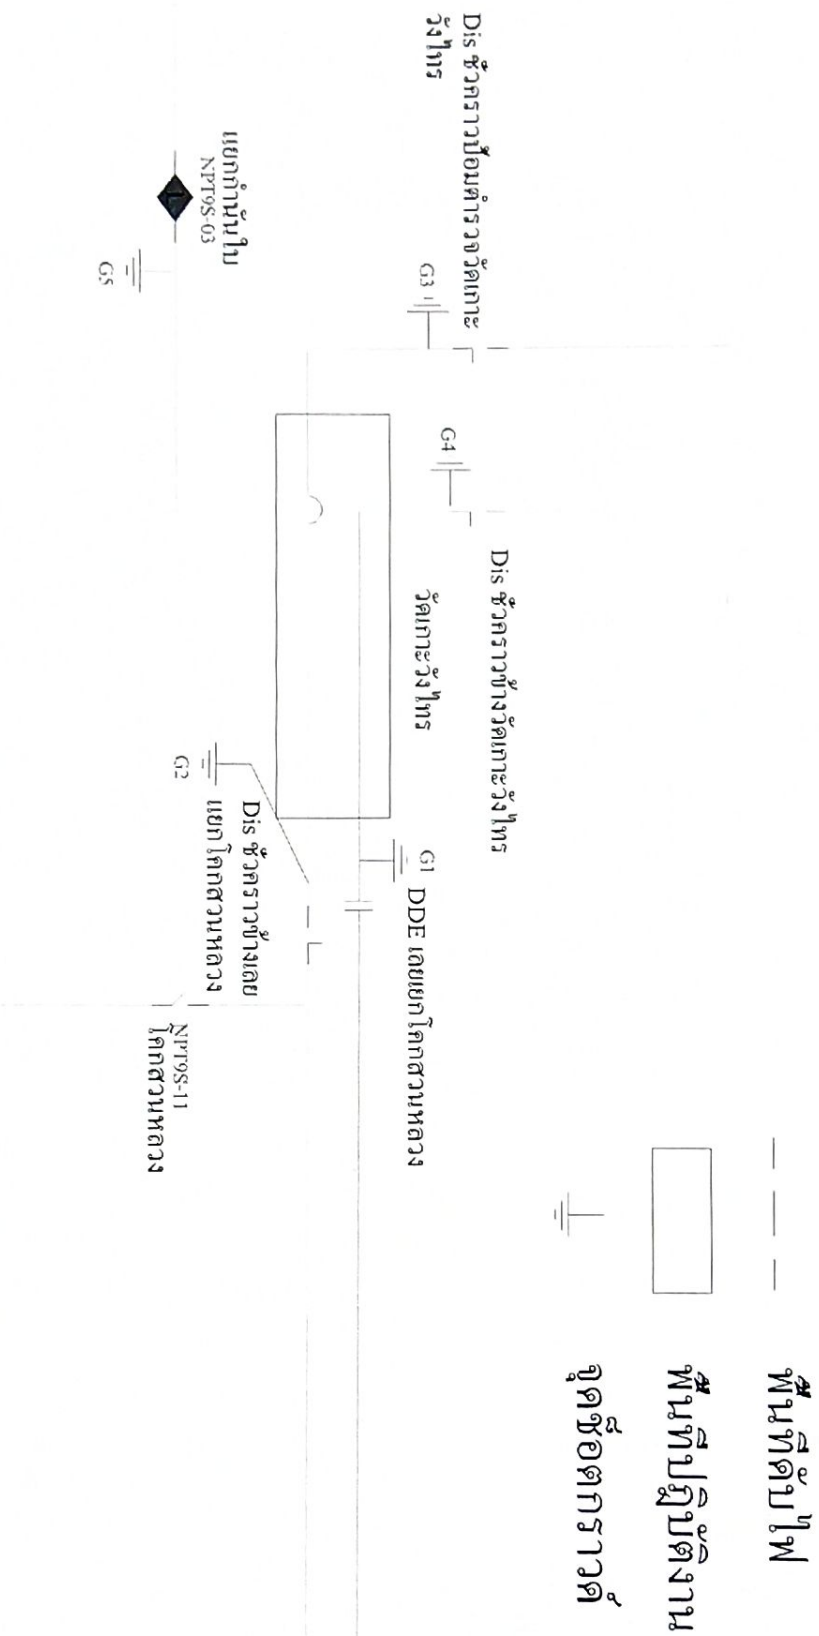 Dis ชั่วคราวป้อมตำรวจวัดเกาะ
วังไทร
แยกกำนันใบ
NPT9S-03
L
G5
G3
G4
Dis ชั่วคราวข้างวัดเกาะวังไทร
วัดเกาะวังไทร
G2
Dis ชั่วคราวข้างเลย
แยกโคกสวนหลวง
G1
DDE เลยแยกโคกสวนหลวง
NPT9S-11
โคกสวนหลวง
พื้นที่ดับไฟ
พื้นที่ปฏิบัติงาน
จุดช็อตกราวด์